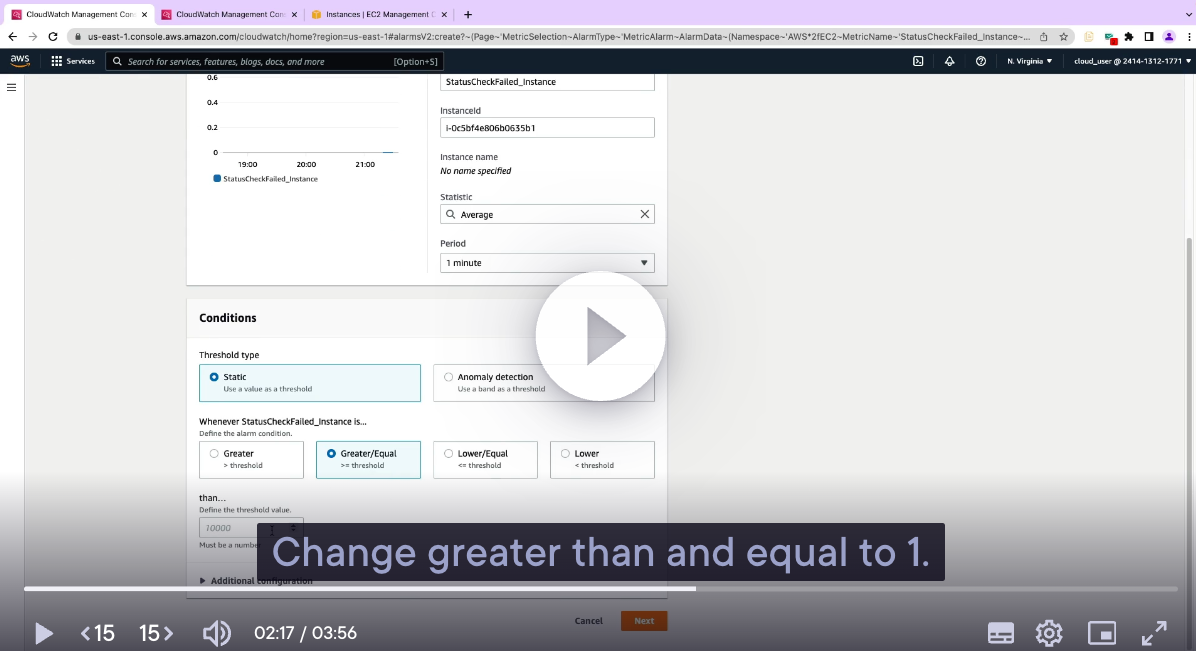 CloudWatch Management Con
CloudWatch Management Con
Instances | EC2 Management C
us-east-1.console.aws.amazon.com/cloudwatch/home?region=us-east-1#alarmsV2:create?~(Page~'MetricSelection~AlarmType~'MetricAlarm~AlarmData~(Namespace~'AWS*2fEC2~MetricName~'StatusCheckFailed_Instance~...
aws
Services
Search for services, features, blogs, docs, and more
[Option+S]
N. Virginia
cloud_user @ 2414-1312-1771
0.6
0.4
0.2
0
19:00 20:00 21:00
StatusCheckFailed_Instance
StatusCheckFailed_Instance
InstanceId
i-0c5bf4e806b0635b1
Instance name
No name specified
Statistic
Average
Period
1 minute
Conditions
Threshold type
Static
Use a value as a threshold
Anomaly detection
Use a band as a threshold
Whenever StatusCheckFailed_Instance is...
Define the alarm condition.
Greater
> threshold
Greater/Equal
>= threshold
Lower/Equal
<= threshold
Lower
< threshold
than...
Define the threshold value.
10000
Must be a number
Change greater than and equal to 1.
Additional configuration
Cancel
Next
15
15
02:17 / 03:56